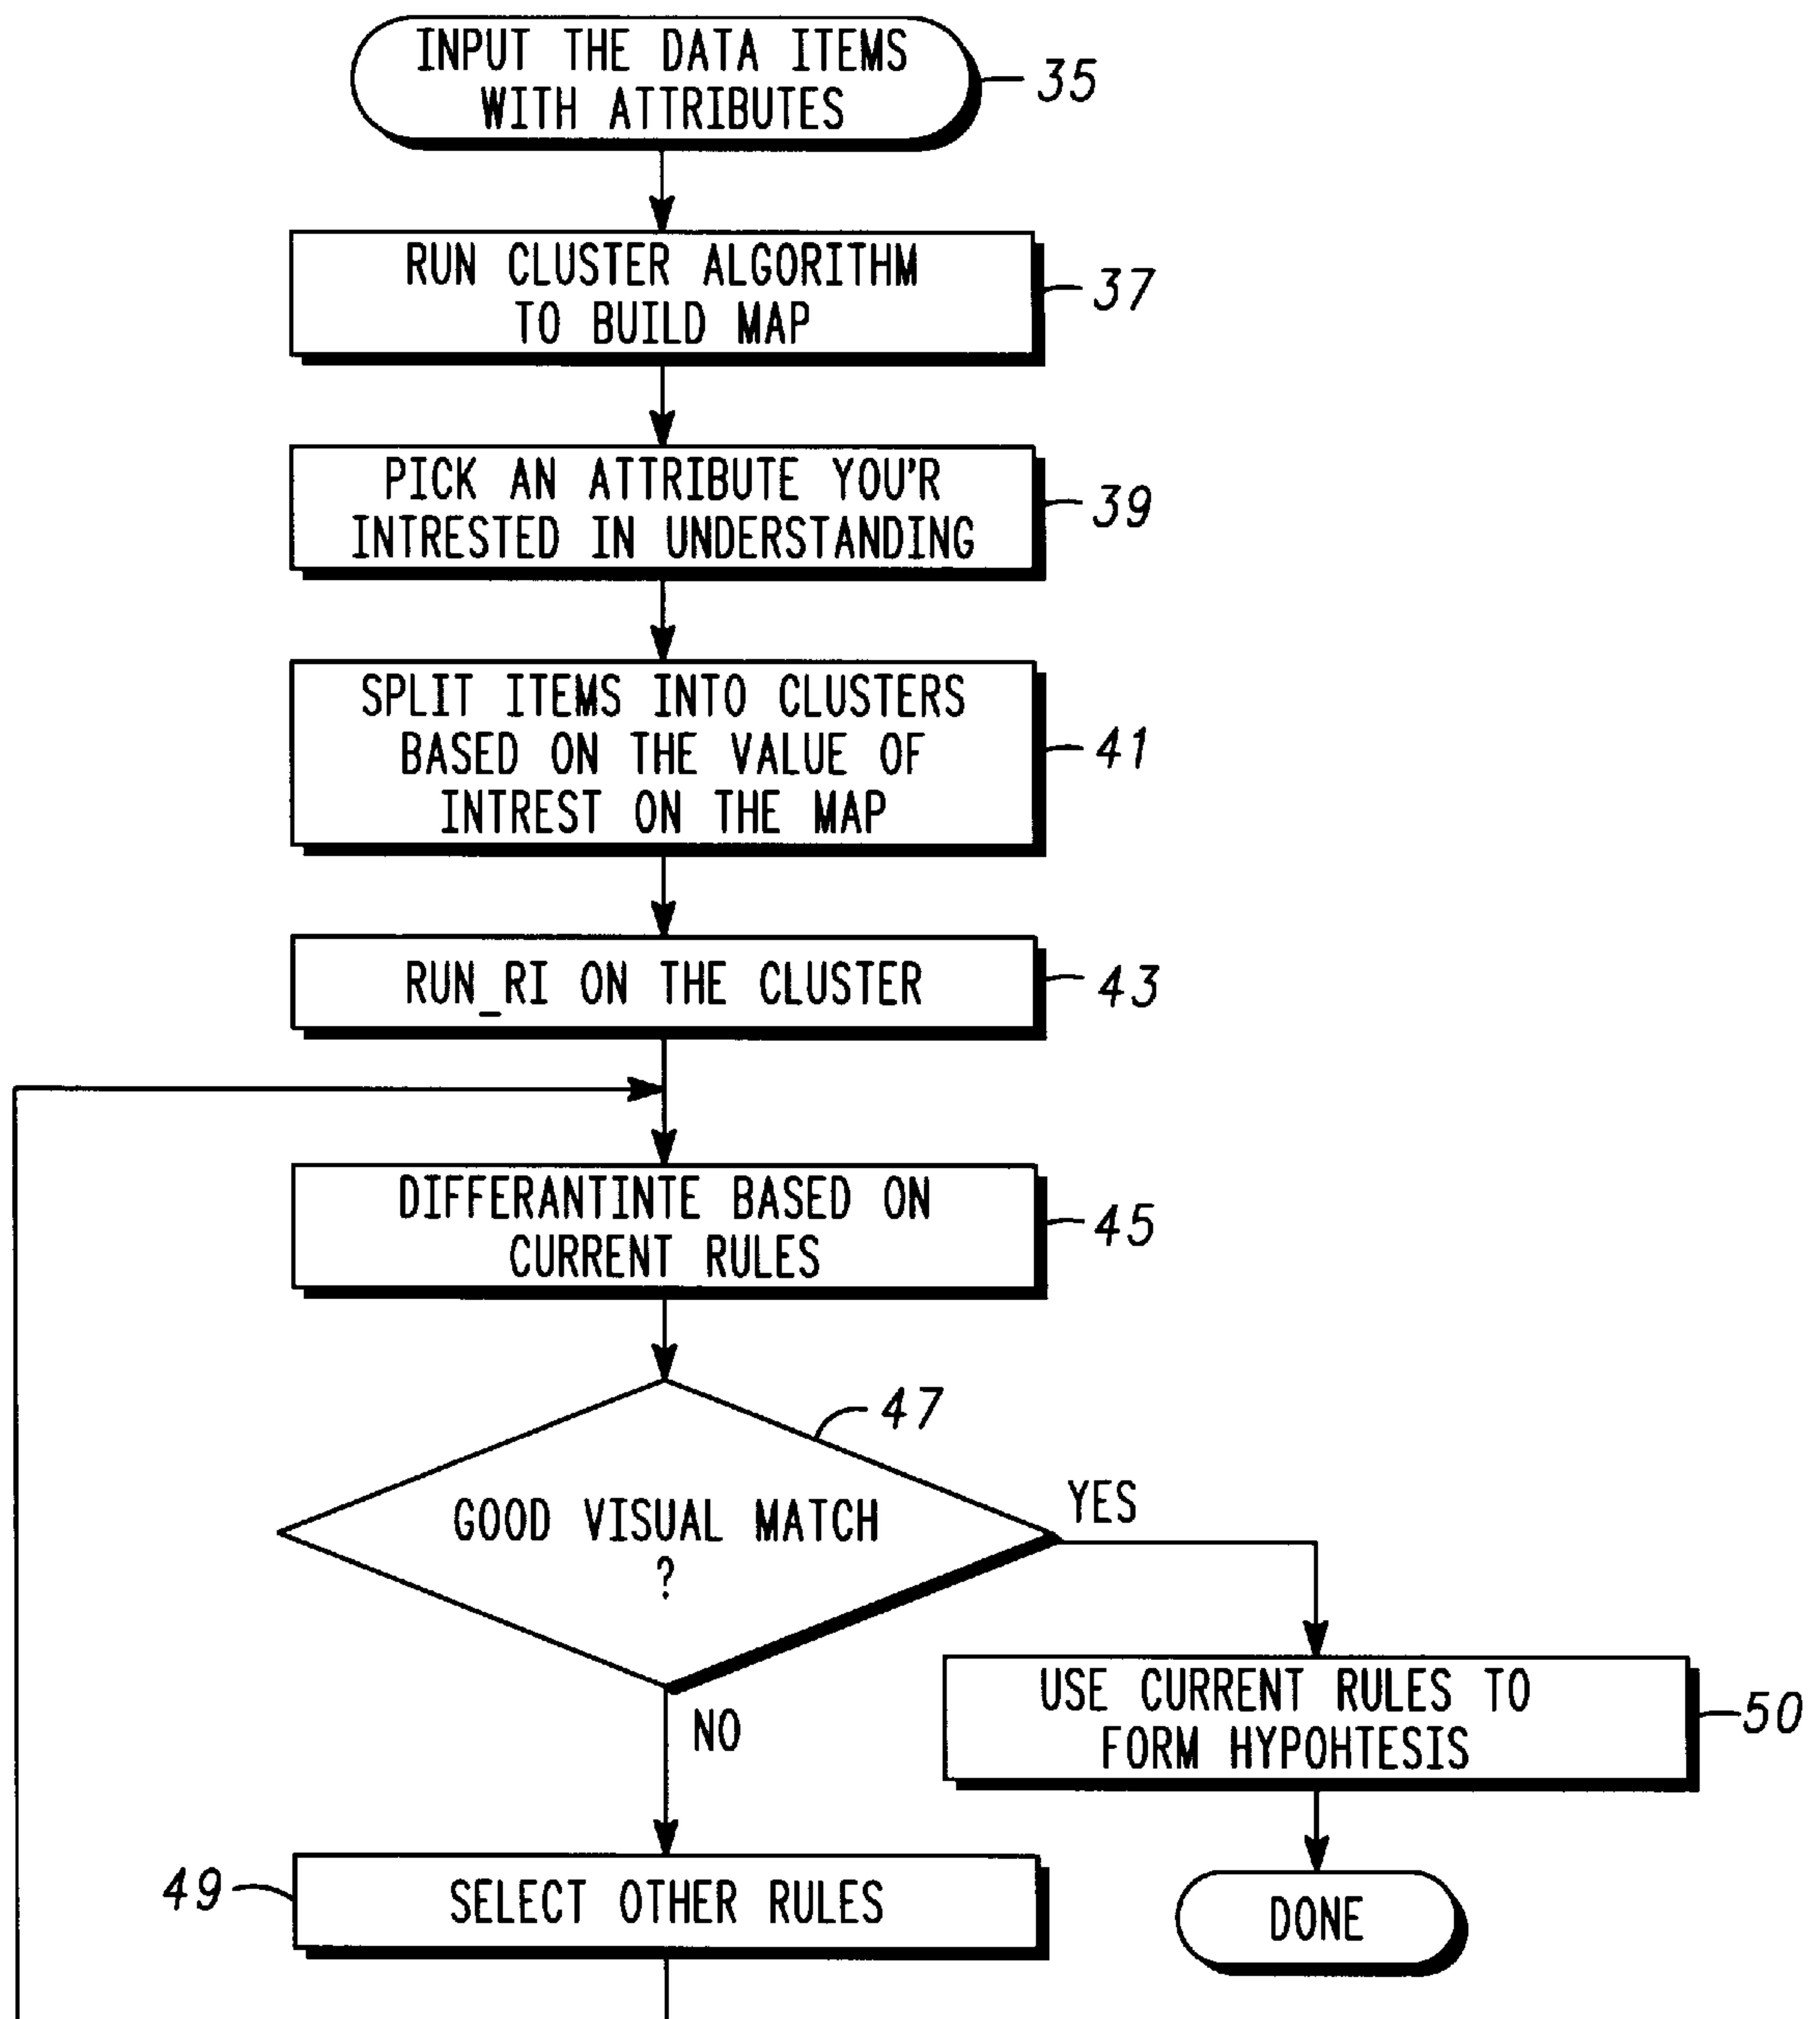 INPUT THE DATA ITEMS
WITH ATTRIBUTES
35
RUN CLUSTER ALGORITHM
TO BUILD MAP
37
PICK AN ATTRIBUTE YOU'R
INTRESTED IN UNDERSTANDING
39
SPLIT ITEMS INTO CLUSTERS
BASED ON THE VALUE OF
INTREST ON THE MAP
41
RUN_RI ON THE CLUSTER
43
DIFFERANTINTE BASED ON
CURRENT RULES
45
47
GOOD VISUAL MATCH
?
YES
NO
USE CURRENT RULES TO
FORM HYPOHTESIS
50
49
SELECT OTHER RULES
DONE